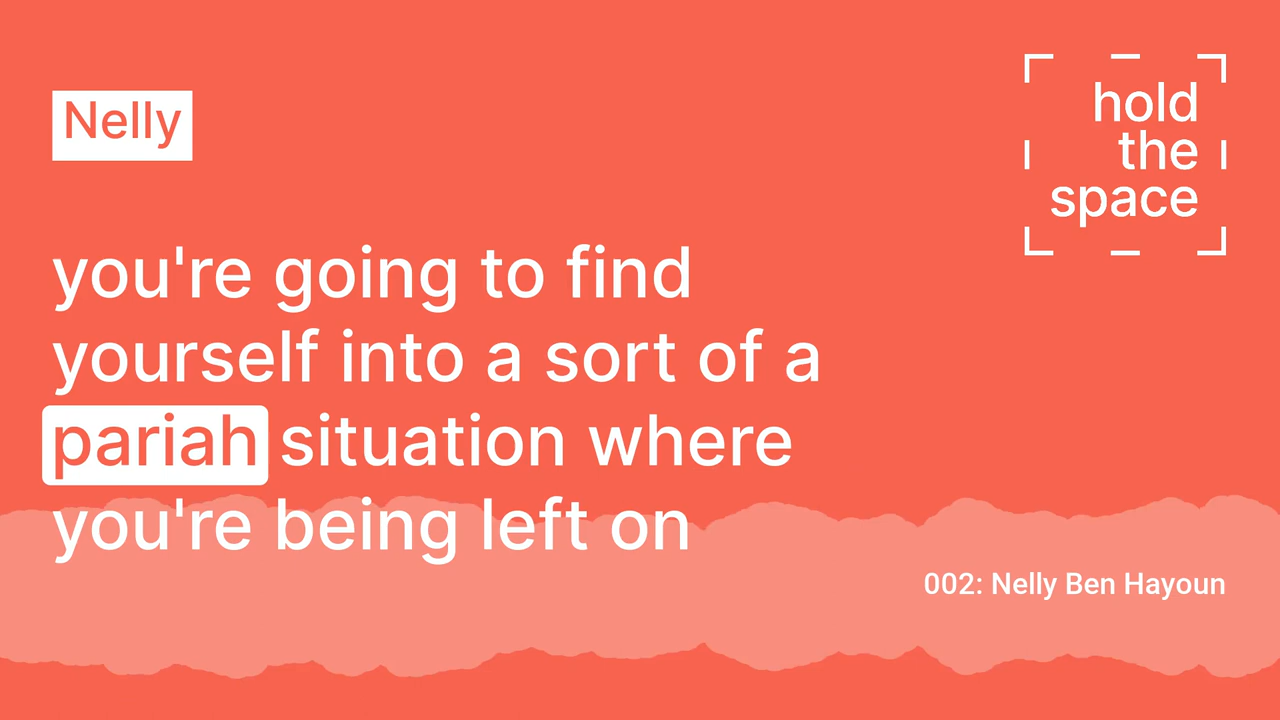 Nelly
hold
the
space
you're going to find
yourself into a sort of a
pariah situation where
you're being left on
002: Nelly Ben Hayoun